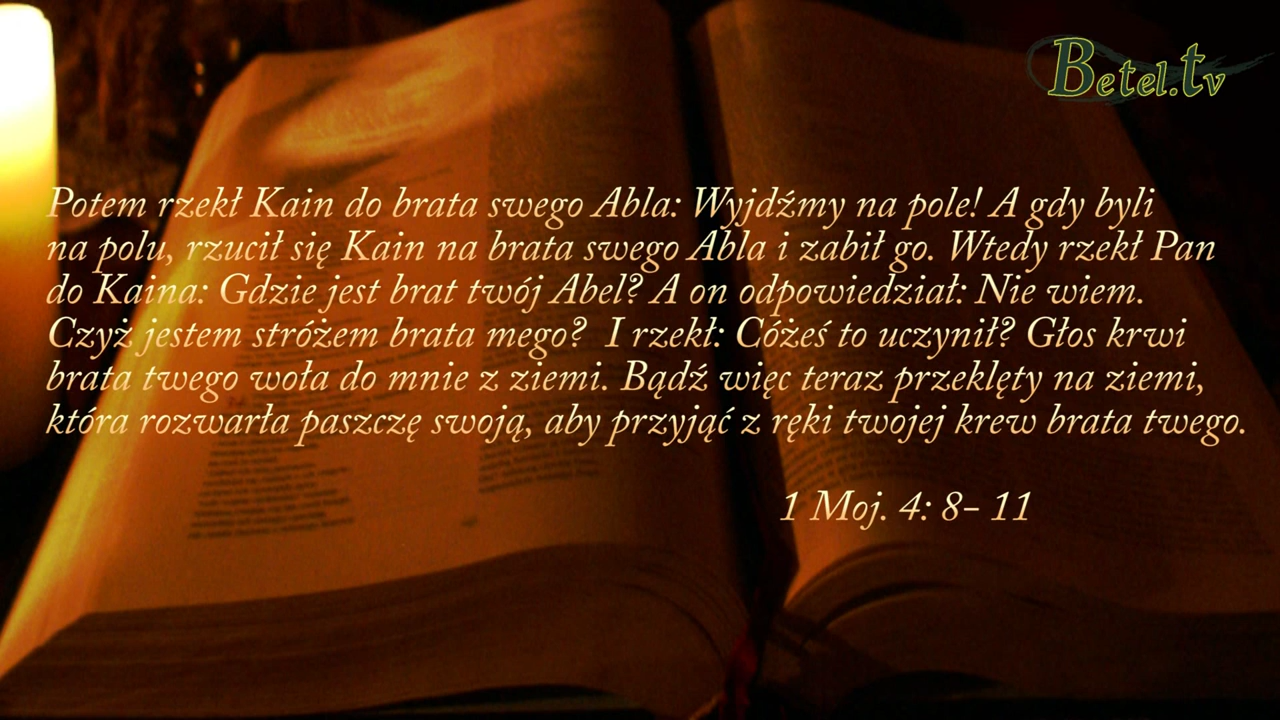 Betel.tv
Potem rzekł Kain do brata swego Abla: Wyjdźmy na pole! A gdy byli
na polu, rzucił się Kain na brata swego Abla i zabił go. Wtedy rzekł Pan
do Kaina: Gdzie jest brat twój Abel? A on odpowiedział: Nie wiem.
Czyż jestem stróżem brata mego?  I rzekł: Cóżeś to uczynił? Głos krwi
brata twego woła do mnie z ziemi. Bądź więc teraz przeklęty na ziemi,
która rozwarła paszczę swoją, aby przyjąć z ręki twojej krew brata twego.
1 Moj. 4: 8– 11